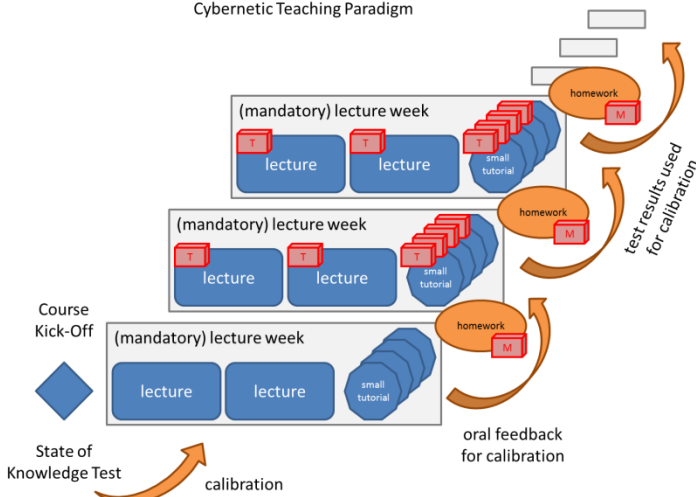 Cybernetic Teaching Paradigm
homework
M
(mandatory) lecture week
T
T
T
lecture
lecture
small
tutorial
test results used
for calibration
homework
M
(mandatory) lecture week
T
T
T
lecture
lecture
small
tutorial
Course
Kick-Off
homework
M
(mandatory) lecture week
lecture
lecture
small
tutorial
oral feedback
for calibration
State of
Knowledge Test
calibration